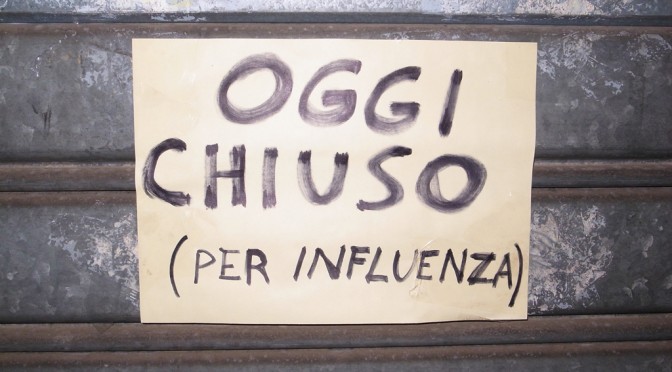 OGGI
CHIUSO
(PER INFLUENZA)